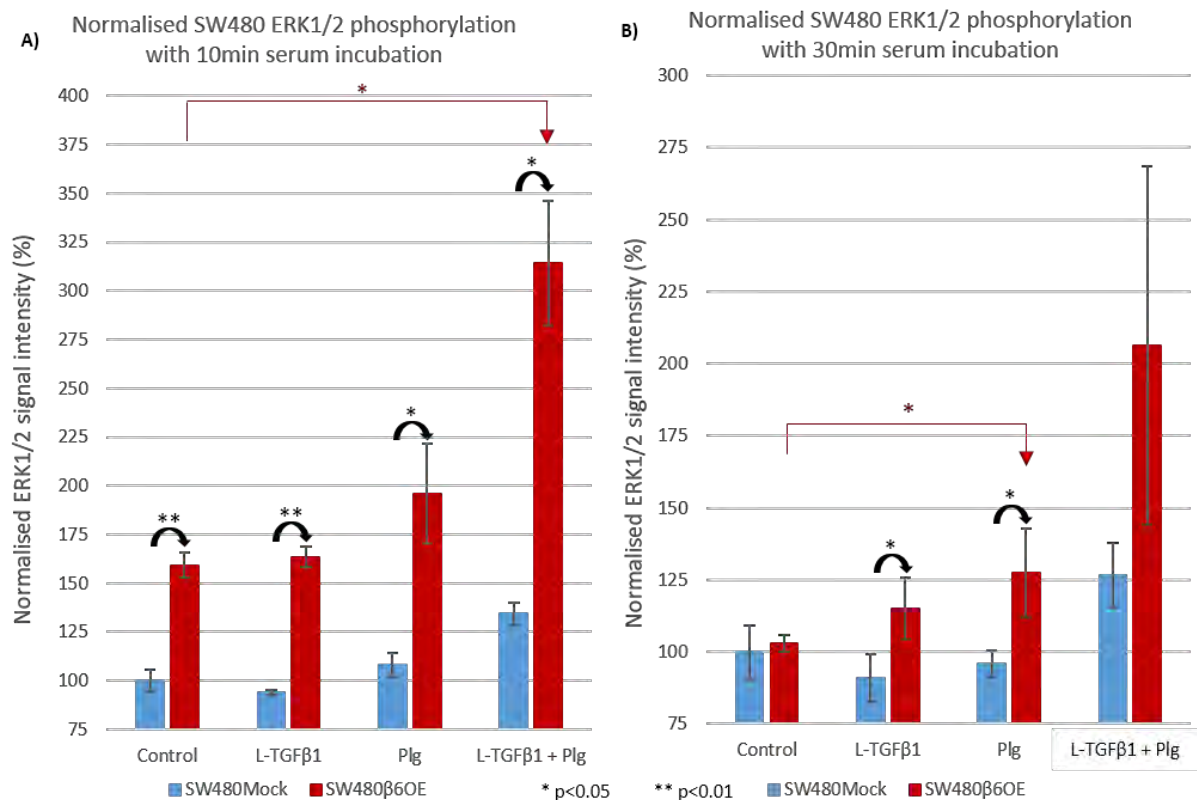 A)
Normalised SW480 ERK1/2 phosphorylation
with 10min serum incubation
Normalised ERK1/2 signal intensity (%)
400
375
350
325
300
275
250
225
200
175
150
125
100
75
*
*
*
**
**
Control
L-TGFβ1
Plg
L-TGFβ1 + Plg
SW480Mock
SW480β6OE
* p<0.05
B)
Normalised SW480 ERK1/2 phosphorylation
with 30min serum incubation
Normalised ERK1/2 signal intensity (%)
300
275
250
225
200
175
150
125
100
75
*
*
*
Control
L-TGFβ1
Plg
L-TGFβ1 + Plg
** p<0.01
SW480Mock
SW480β6OE